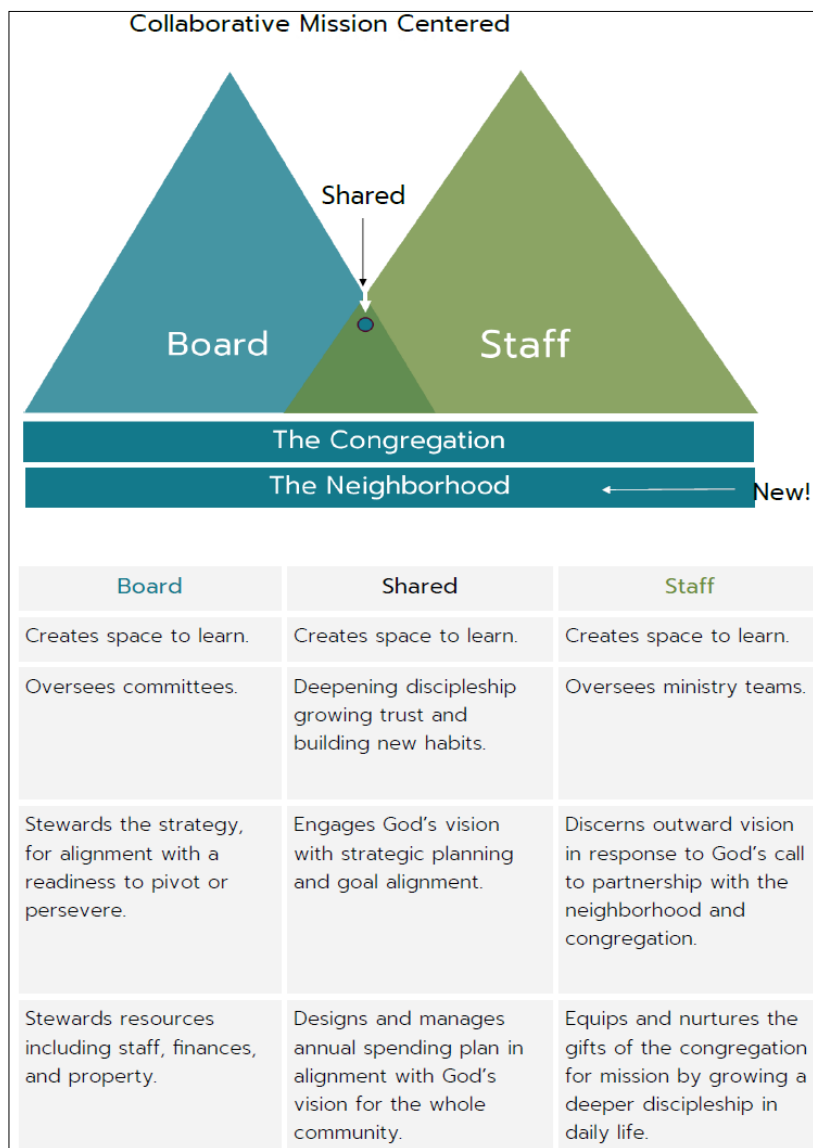 Collaborative Mission Centered
Shared
Board
Staff
The Congregation
The Neighborhood
New!
Board
Shared
Staff
Creates space to learn.
Creates space to learn.
Creates space to learn.
Oversees committees.
Deepening discipleship
growing trust and
building new habits.
Oversees ministry teams.
Stewards the strategy,
for alignment with a
readiness to pivot or
persevere.
Engages God’s vision
with strategic planning
and goal alignment.
Discerns outward vision
in response to God’s call
to partnership with the
neighborhood and
congregation.
Stewards resources
including staff, finances,
and property.
Designs and manages
annual spending plan in
alignment with God’s
vision for the whole
community.
Equips and nurtures the
gifts of the congregation
for mission by growing a
deeper discipleship in
daily life.